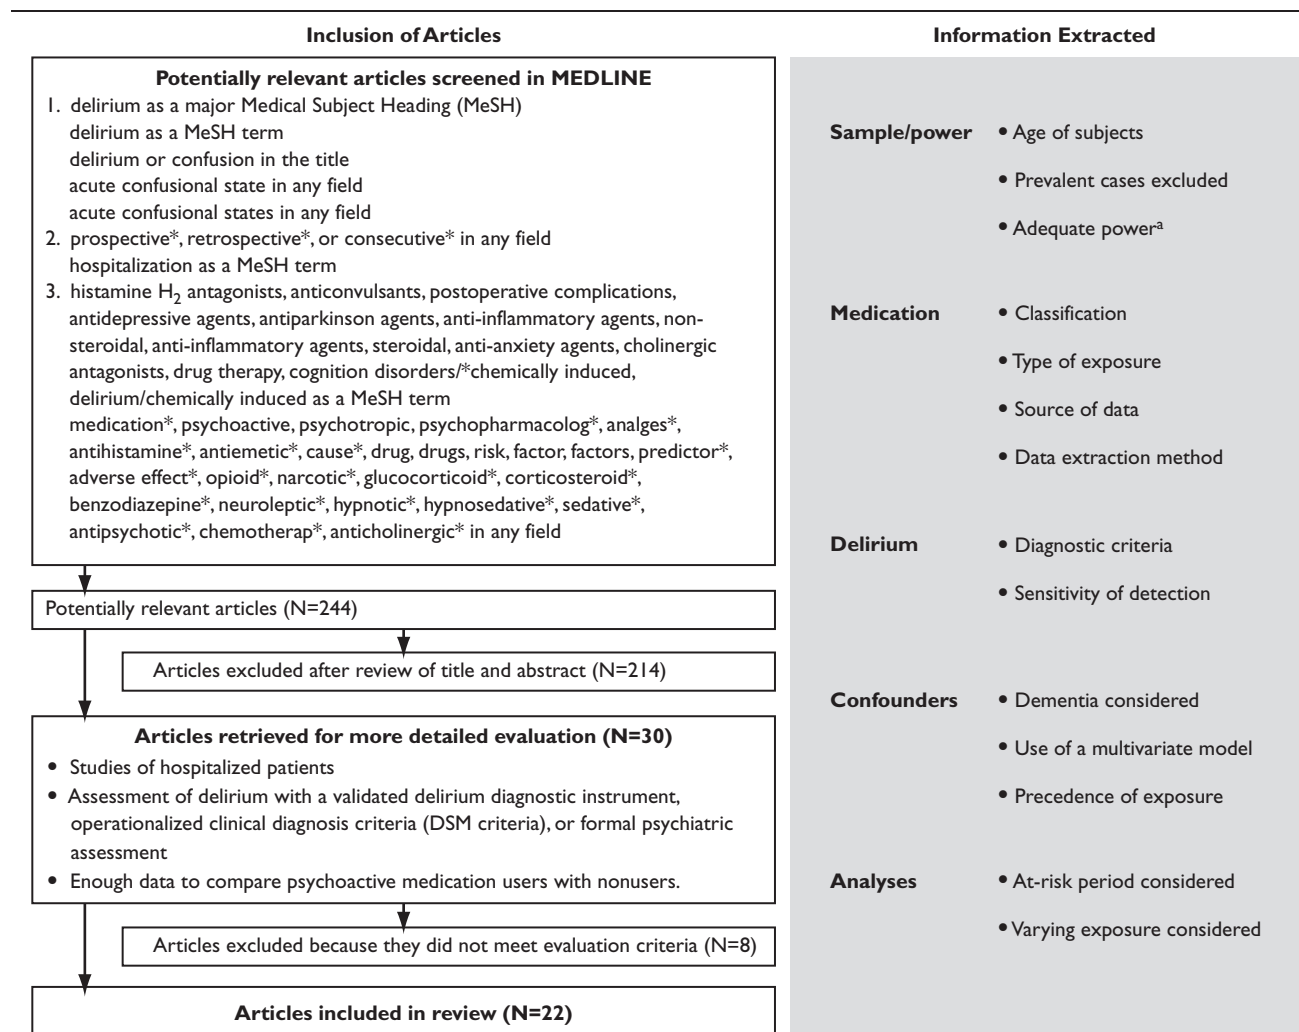 Inclusion of Articles
Potentially relevant articles screened in MEDLINE
1. delirium as a major Medical Subject Heading (MeSH)
delirium as a MeSH term
delirium or confusion in the title
acute confusional state in any field
acute confusional states in any field
2. prospective*, retrospective*, or consecutive* in any field
hospitalization as a MeSH term
3. histamine H2 antagonists, anticonvulsants, postoperative complications,
antidepressive agents, antiparkinson agents, anti-inflammatory agents, non-
steroidal, anti-inflammatory agents, steroidal, anti-anxiety agents, cholinergic
antagonists, drug therapy, cognition disorders/*chemically induced,
delirium/chemically induced as a MeSH term
medication*, psychoactive, psychotropic, psychopharmacolog*, analges*,
antihistamine*, antiemetic*, cause*, drug, drugs, risk, factor, factors, predictor*,
adverse effect*, opioid*, narcotic*, glucocorticoid*, corticosteroid*,
benzodiazepine*, neuroleptic*, hypnotic*, hypnosedative*, sedative*,
antipsychotic*, chemotherap*, anticholinergic* in any field
Potentially relevant articles (N=244)
Articles excluded after review of title and abstract (N=214)
Articles retrieved for more detailed evaluation (N=30)
• Studies of hospitalized patients
• Assessment of delirium with a validated delirium diagnostic instrument,
operationalized clinical diagnosis criteria (DSM criteria), or formal psychiatric
assessment
• Enough data to compare psychoactive medication users with nonusers.
Articles excluded because they did not meet evaluation criteria (N=8)
Articles included in review (N=22)
Information Extracted
Sample/power • Age of subjects
• Prevalent cases excluded
• Adequate powerᵃ
Medication • Classification
• Type of exposure
• Source of data
• Data extraction method
Delirium • Diagnostic criteria
• Sensitivity of detection
Confounders • Dementia considered
• Use of a multivariate model
• Precedence of exposure
Analyses • At-risk period considered
• Varying exposure considered